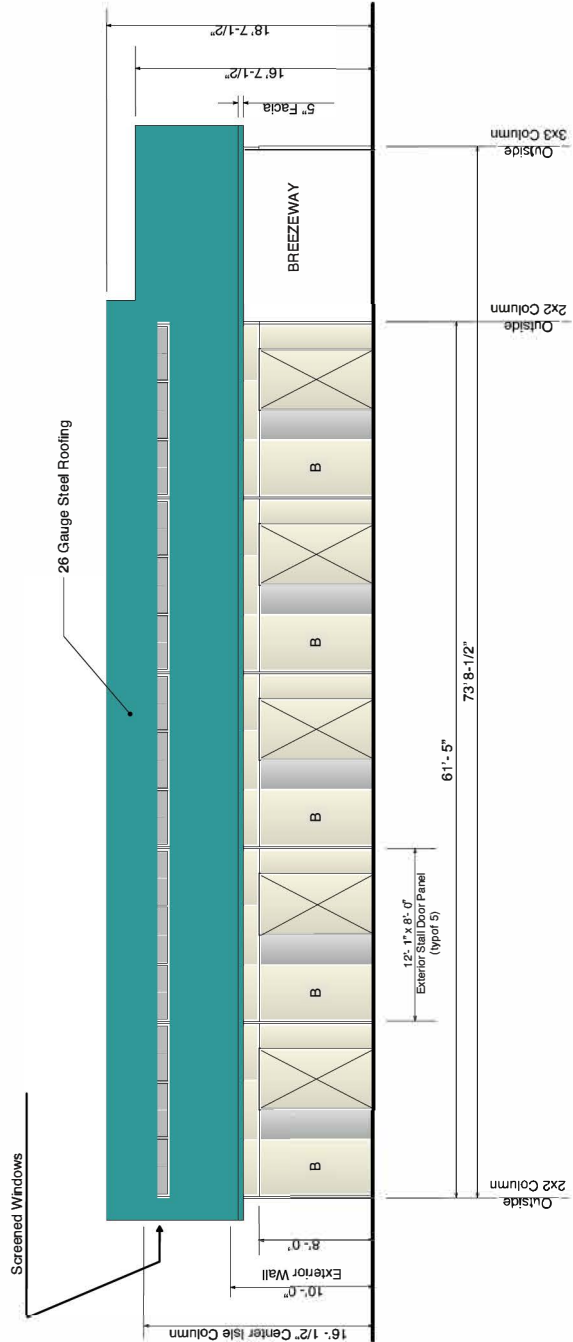 Screened Windows
26 Gauge Steel Roofing
18'7-1/2"
16'7-1/2"
5" Facia
BREEZEWAY
16'-1/2" Center Isle Column
10'-0"
Exterior Wall
8'-0"
B
B
B
B
B
12'-1" x 8'-0"
Exterior Stall Door Panel
(typ of 5)
61'-5"
73'8-1/2"
Outside
2x2 Column
Outside
2x2 Column
Outside
3x3 Column